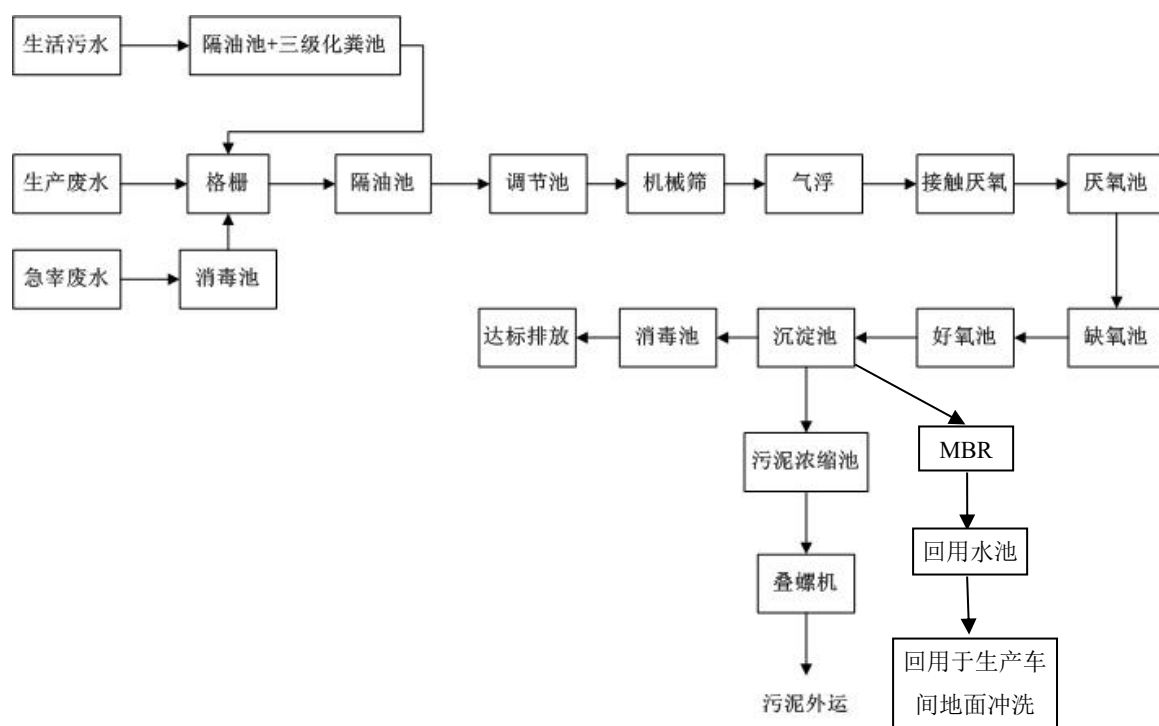 生活污水
隔油池+三级化粪池
生产废水
格栅
隔油池
调节池
机械筛
气浮
接触厌氧
厌氧池
急宰废水
消毒池
达标排放
消毒池
沉淀池
好氧池
缺氧池
污泥浓缩池
MBR
回用水池
叠螺机
回用于生产车
间地面冲洗
污泥外运